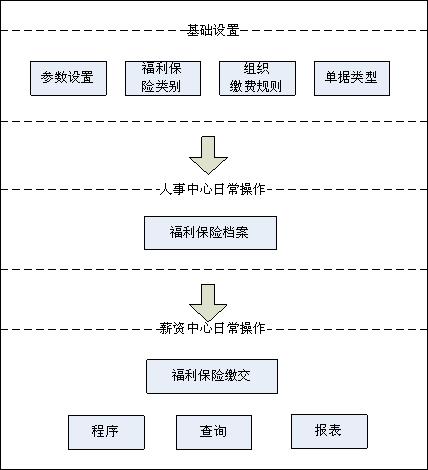 基础设置
参数设置
福利保
险类别
组织
缴费规则
单据类型
人事中心日常操作
福利保险档案
薪资中心日常操作
福利保险缴交
程序
查询
报表